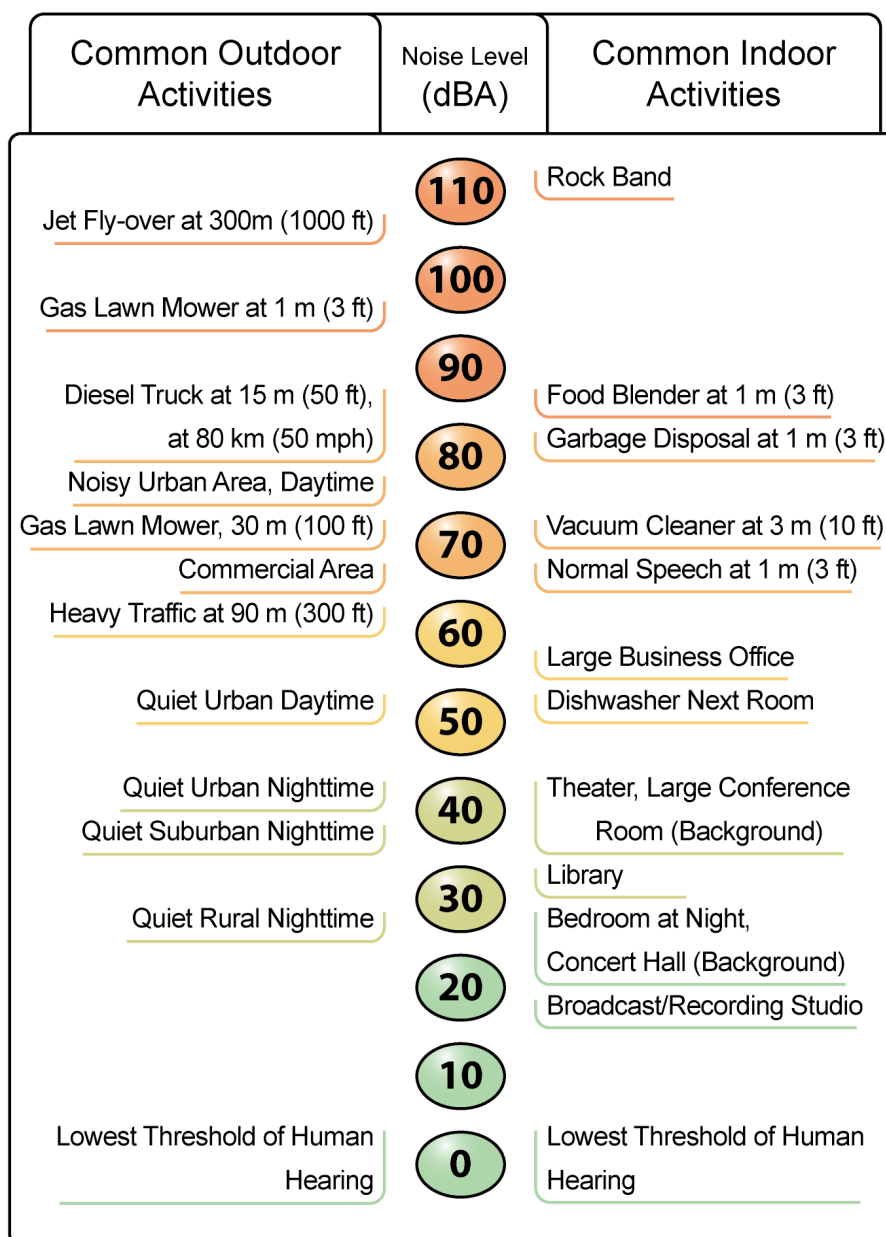 Common Outdoor
Activities
Noise Level
(dBA)
Common Indoor
Activities
110
Rock Band
Jet Fly-over at 300m (1000 ft)
100
Gas Lawn Mower at 1 m (3 ft)
90
Diesel Truck at 15 m (50 ft),
at 80 km (50 mph)
Food Blender at 1 m (3 ft)
80
Garbage Disposal at 1 m (3 ft)
Noisy Urban Area, Daytime
Gas Lawn Mower, 30 m (100 ft)
70
Vacuum Cleaner at 3 m (10 ft)
Commercial Area
Normal Speech at 1 m (3 ft)
Heavy Traffic at 90 m (300 ft)
60
Large Business Office
Quiet Urban Daytime
50
Dishwasher Next Room
Quiet Urban Nighttime
40
Theater, Large Conference
Room (Background)
Quiet Suburban Nighttime
30
Library
Quiet Rural Nighttime
Bedroom at Night,
Concert Hall (Background)
20
Broadcast/Recording Studio
10
Lowest Threshold of Human
Hearing
0
Lowest Threshold of Human
Hearing